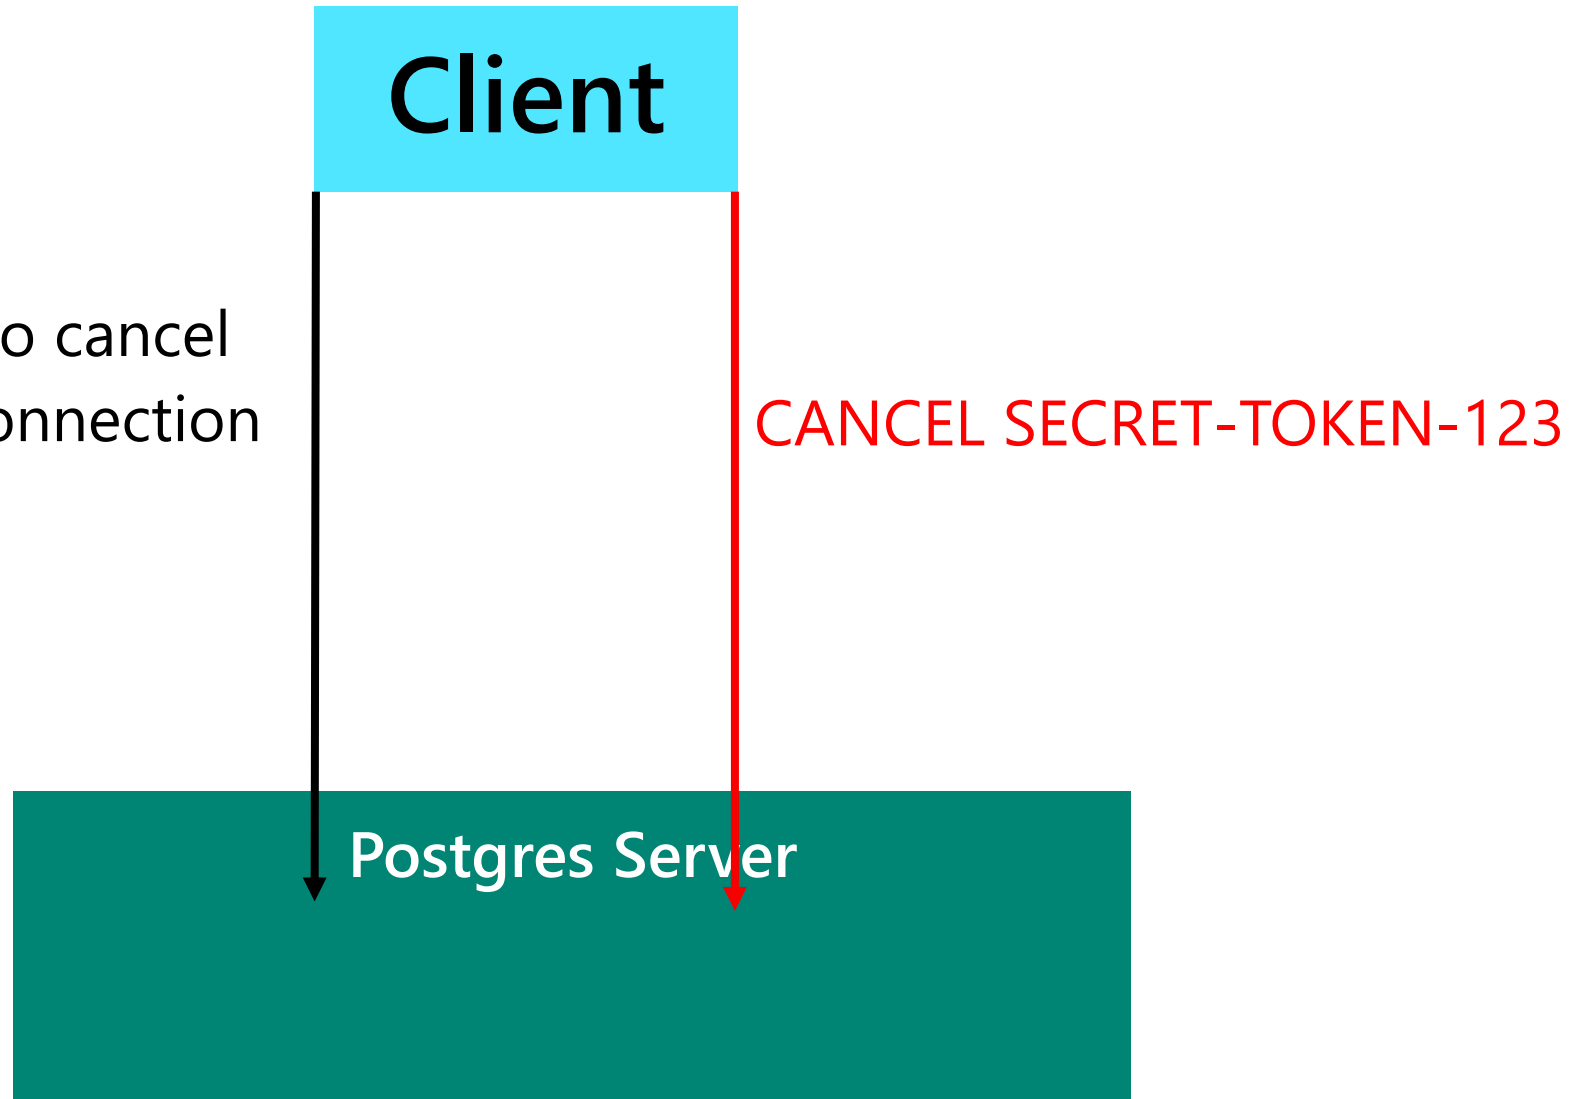 Client
o cancel
onnection
CANCEL SECRET-TOKEN-123
Postgres Server